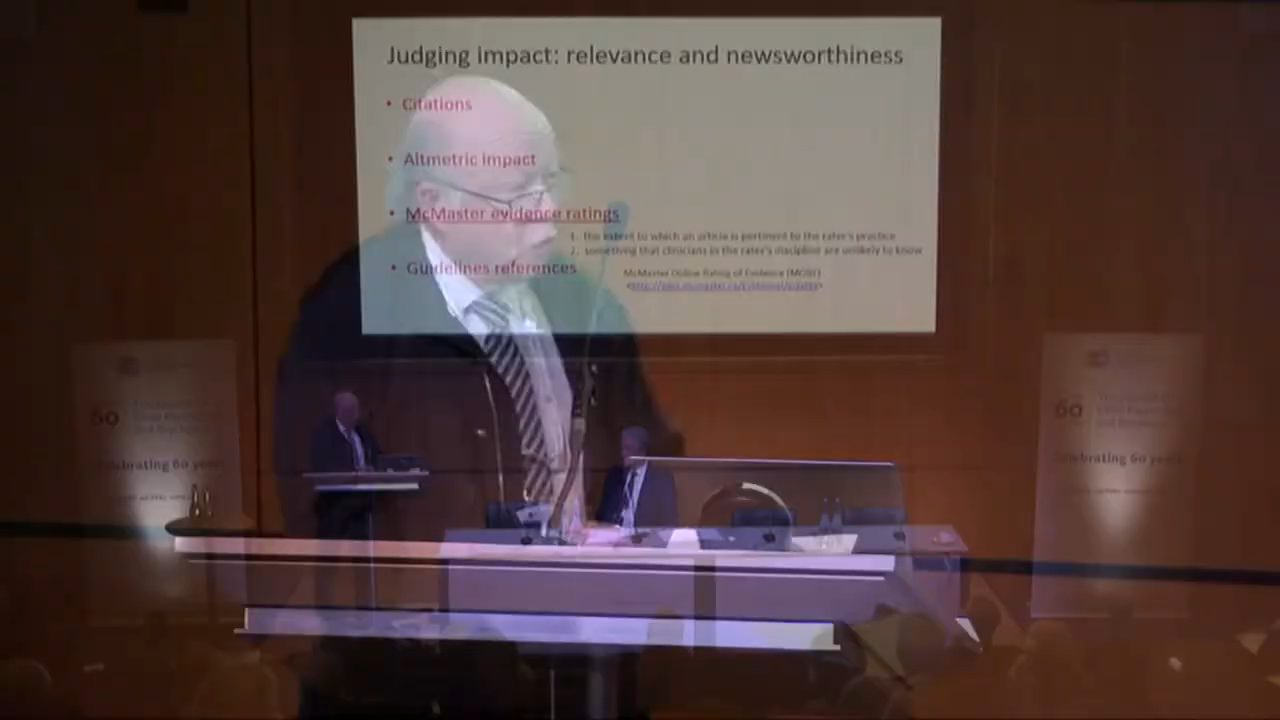 Judging impact: relevance and newsworthiness
• Citations
• Altmetric impact
• McMaster evidence ratings
1. the extent to which an article is pertinent to the rater's practice
2. something that clinicians in the rater's discipline are unlikely to know
• Guidelines references
McMaster Online Rating of Evidence (MORE)
60
Celebrating 60 years
60
Celebrating 60 years